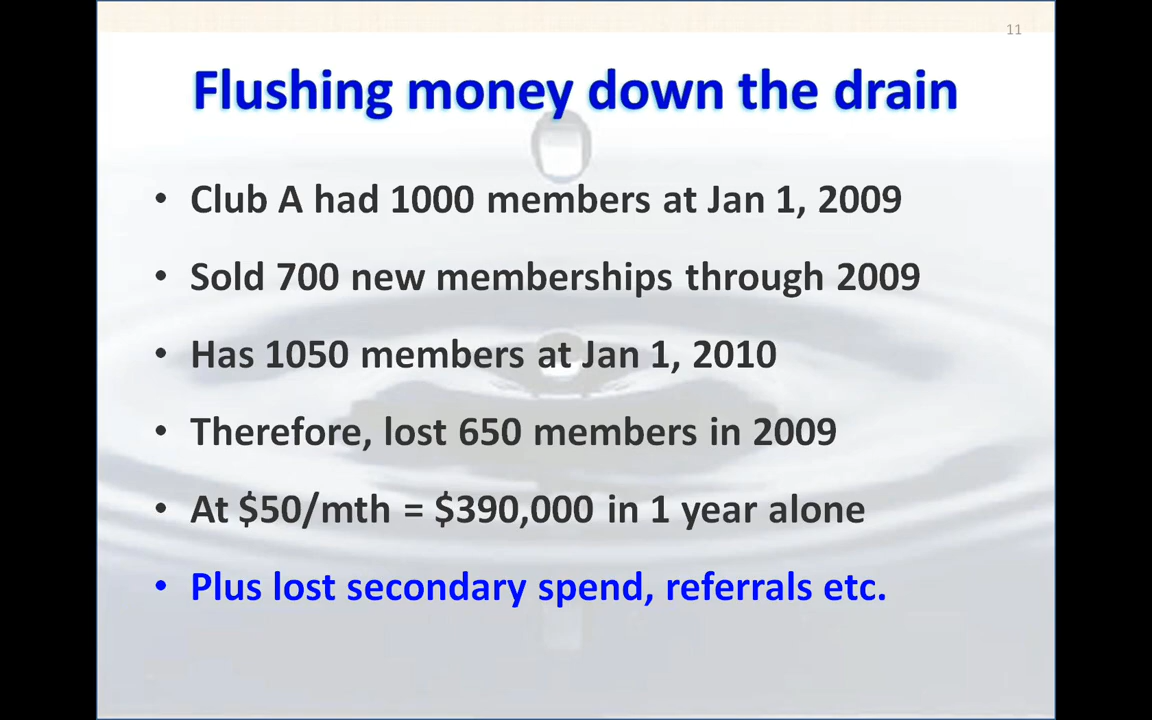 11
Flushing money down the drain
• Club A had 1000 members at Jan 1, 2009
• Sold 700 new memberships through 2009
• Has 1050 members at Jan 1, 2010
• Therefore, lost 650 members in 2009
• At $50/mth = $390,000 in 1 year alone
• Plus lost secondary spend, referrals etc.